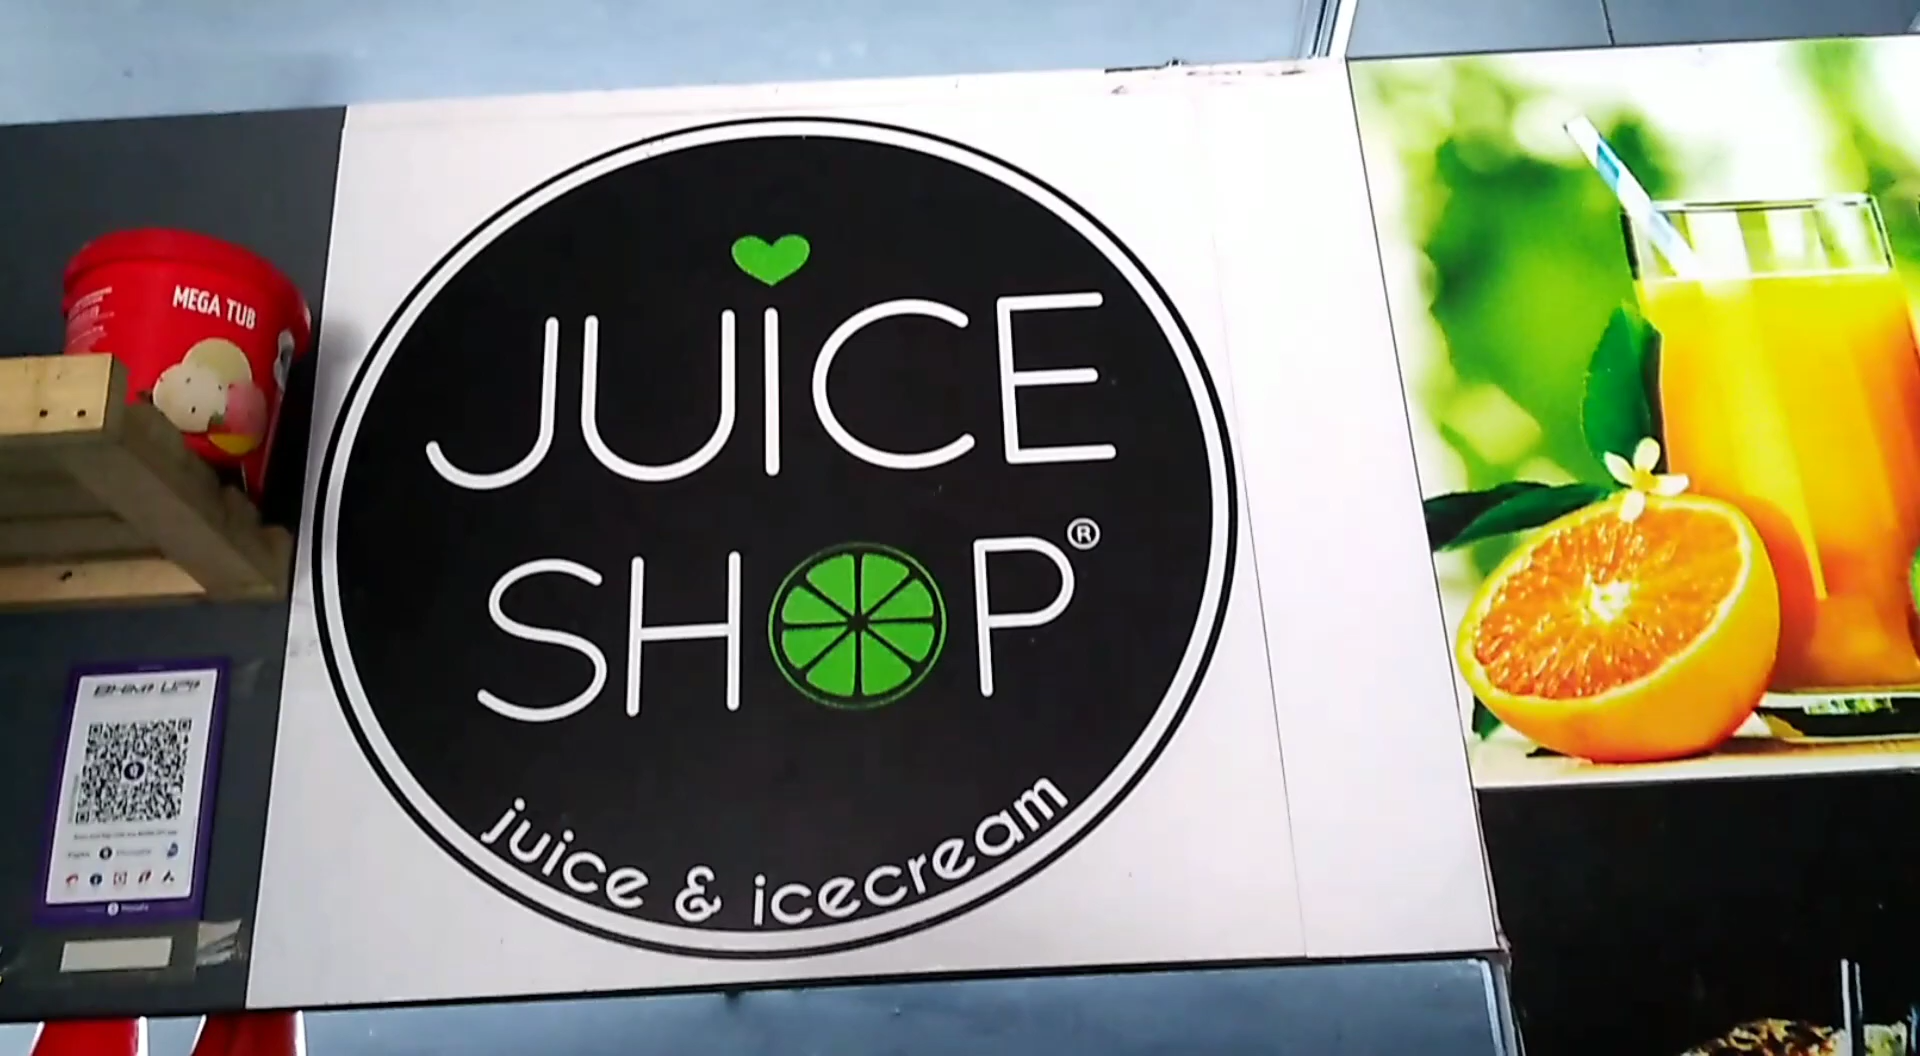 MEGA TUB
JUICE
SHOP®
juice & icecream
BHIM UPI